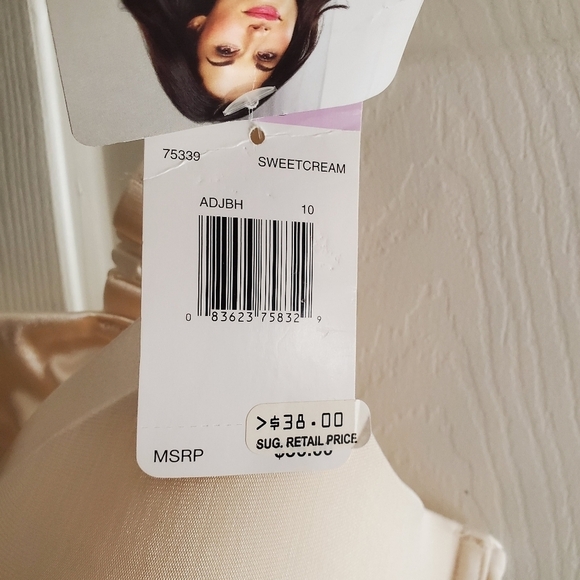 75339 SWEETCREAM
ADJBH 10
0 83623 75832 9
>$38.00
SUG. RETAIL PRICE
MSRP